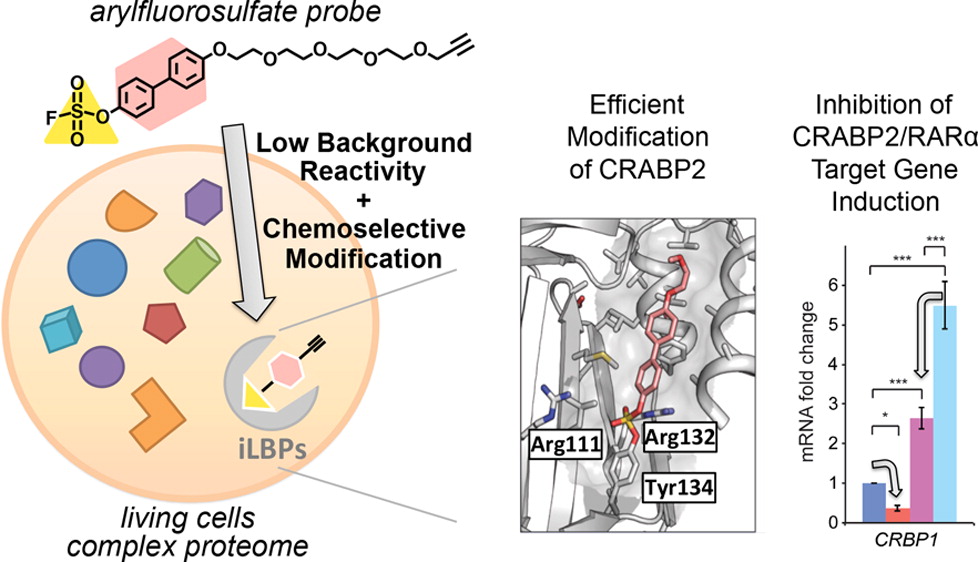 arylfluorosulfate probe
O
O
O
O
O
O
F
S
O
O
Low Background
Reactivity
+
Chemoselective
Modification
iLBPs
living cells
complex proteome
Efficient
Modification
of CRABP2
Arg111
Arg132
Tyr134
Inhibition of
CRABP2/RARα
Target Gene
Induction
mRNA fold change
6
5
4
3
2
1
0
***
***
***
*
CRBP1